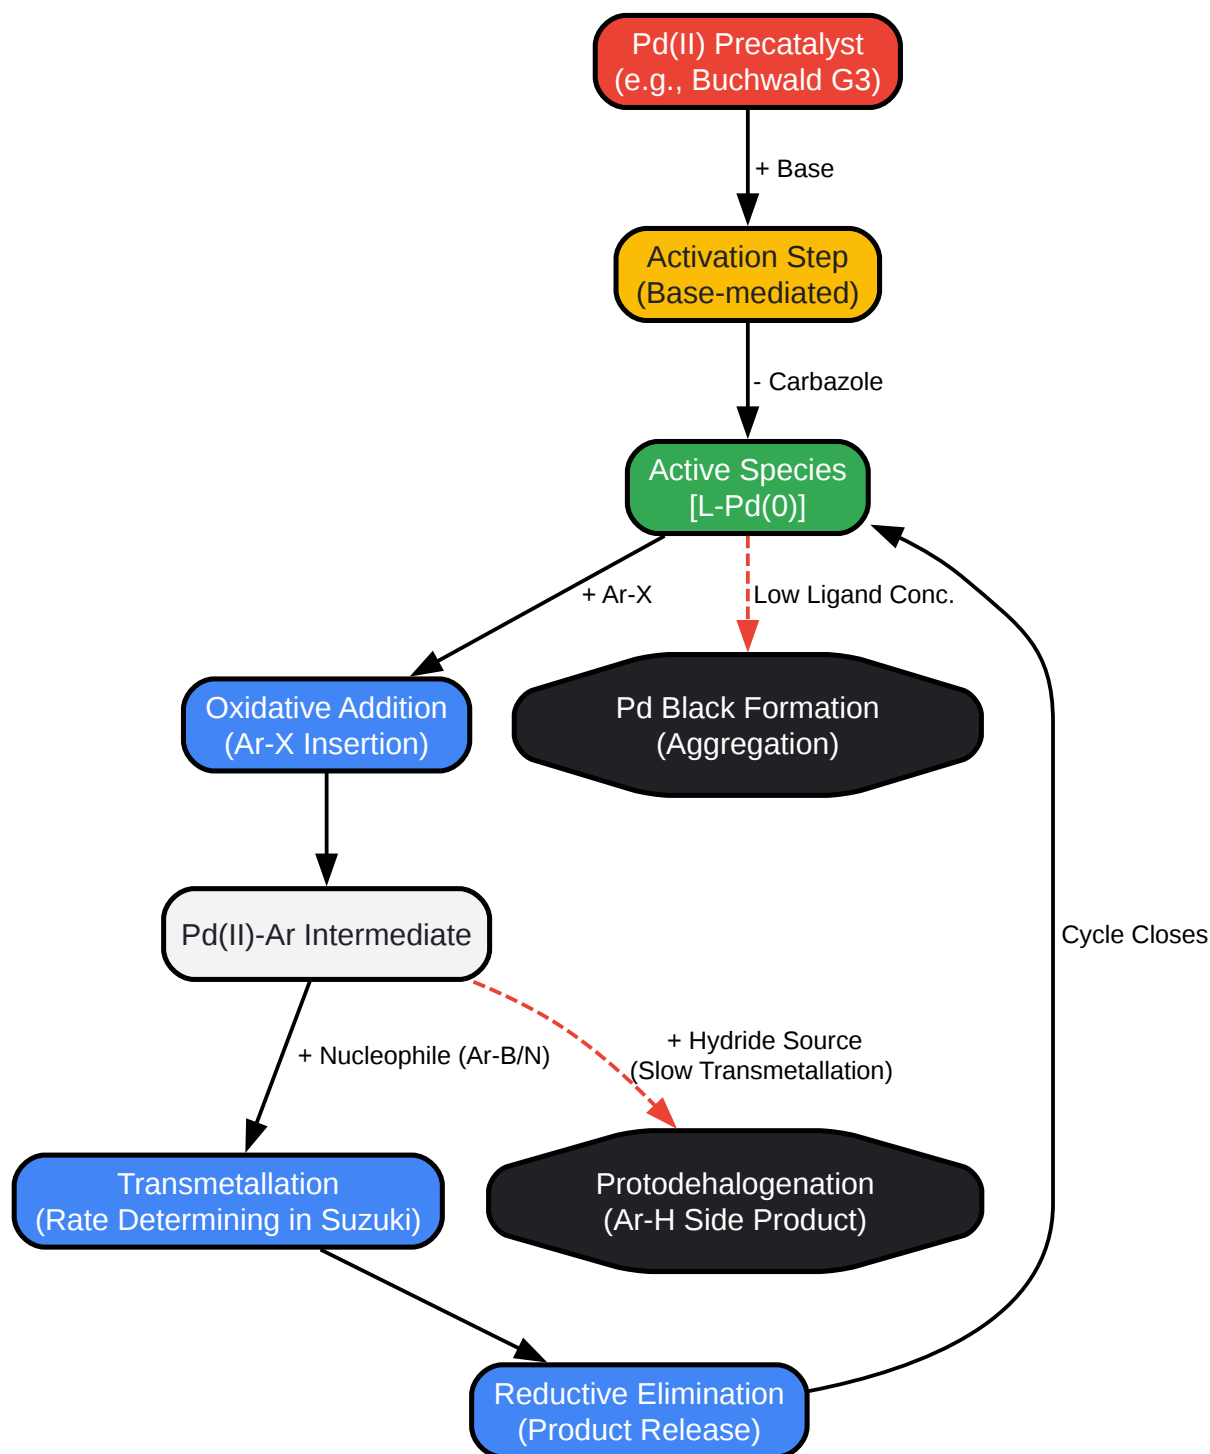 Pd(II) Precatalyst
(e.g., Buchwald G3)
+ Base
Activation Step
(Base-mediated)
- Carbazole
Active Species
[L-Pd(0)]
+ Ar-X
Low Ligand Conc.
Oxidative Addition
(Ar-X Insertion)
Pd Black Formation
(Aggregation)
Pd(II)-Ar Intermediate
Cycle Closes
+ Nucleophile (Ar-B/N)
+ Hydride Source
(Slow Transmetallation)
Transmetallation
(Rate Determining in Suzuki)
Protodehalogenation
(Ar-H Side Product)
Reductive Elimination
(Product Release)